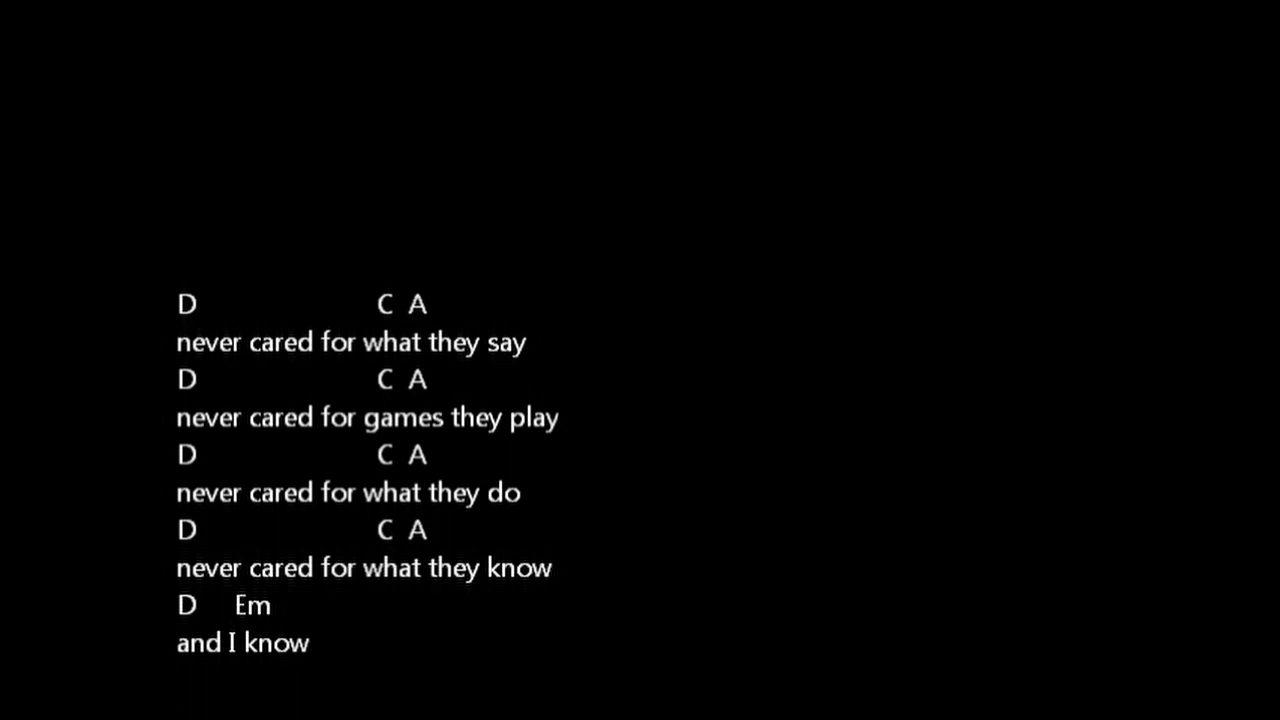 D C A
never cared for what they say
D C A
never cared for games they play
D C A
never cared for what they do
D C A
never cared for what they know
D Em
and I know